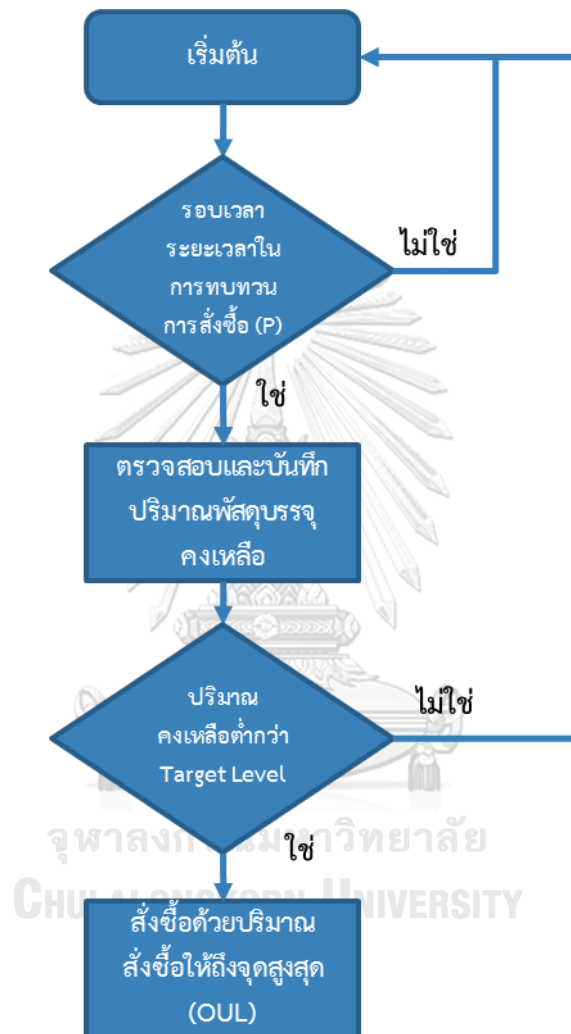 เริ่มต้น
รอบเวลา
ระยะเวลาใน
การทบทวน
การสั่งซื้อ (P)
ไม่ใช่
ใช่
ตรวจสอบและบันทึก
ปริมาณพัสดุบรรจุ
คงเหลือ
ปริมาณ
คงเหลือต่ำกว่า
Target Level
ไม่ใช่
ใช่
จุฬาลงกรณ์มหาวิทยาลัย
CHULALONGKORN UNIVERSITY
สั่งซื้อด้วยปริมาณ
สั่งซื้อให้ถึงจุดสูงสุด
(OUL)